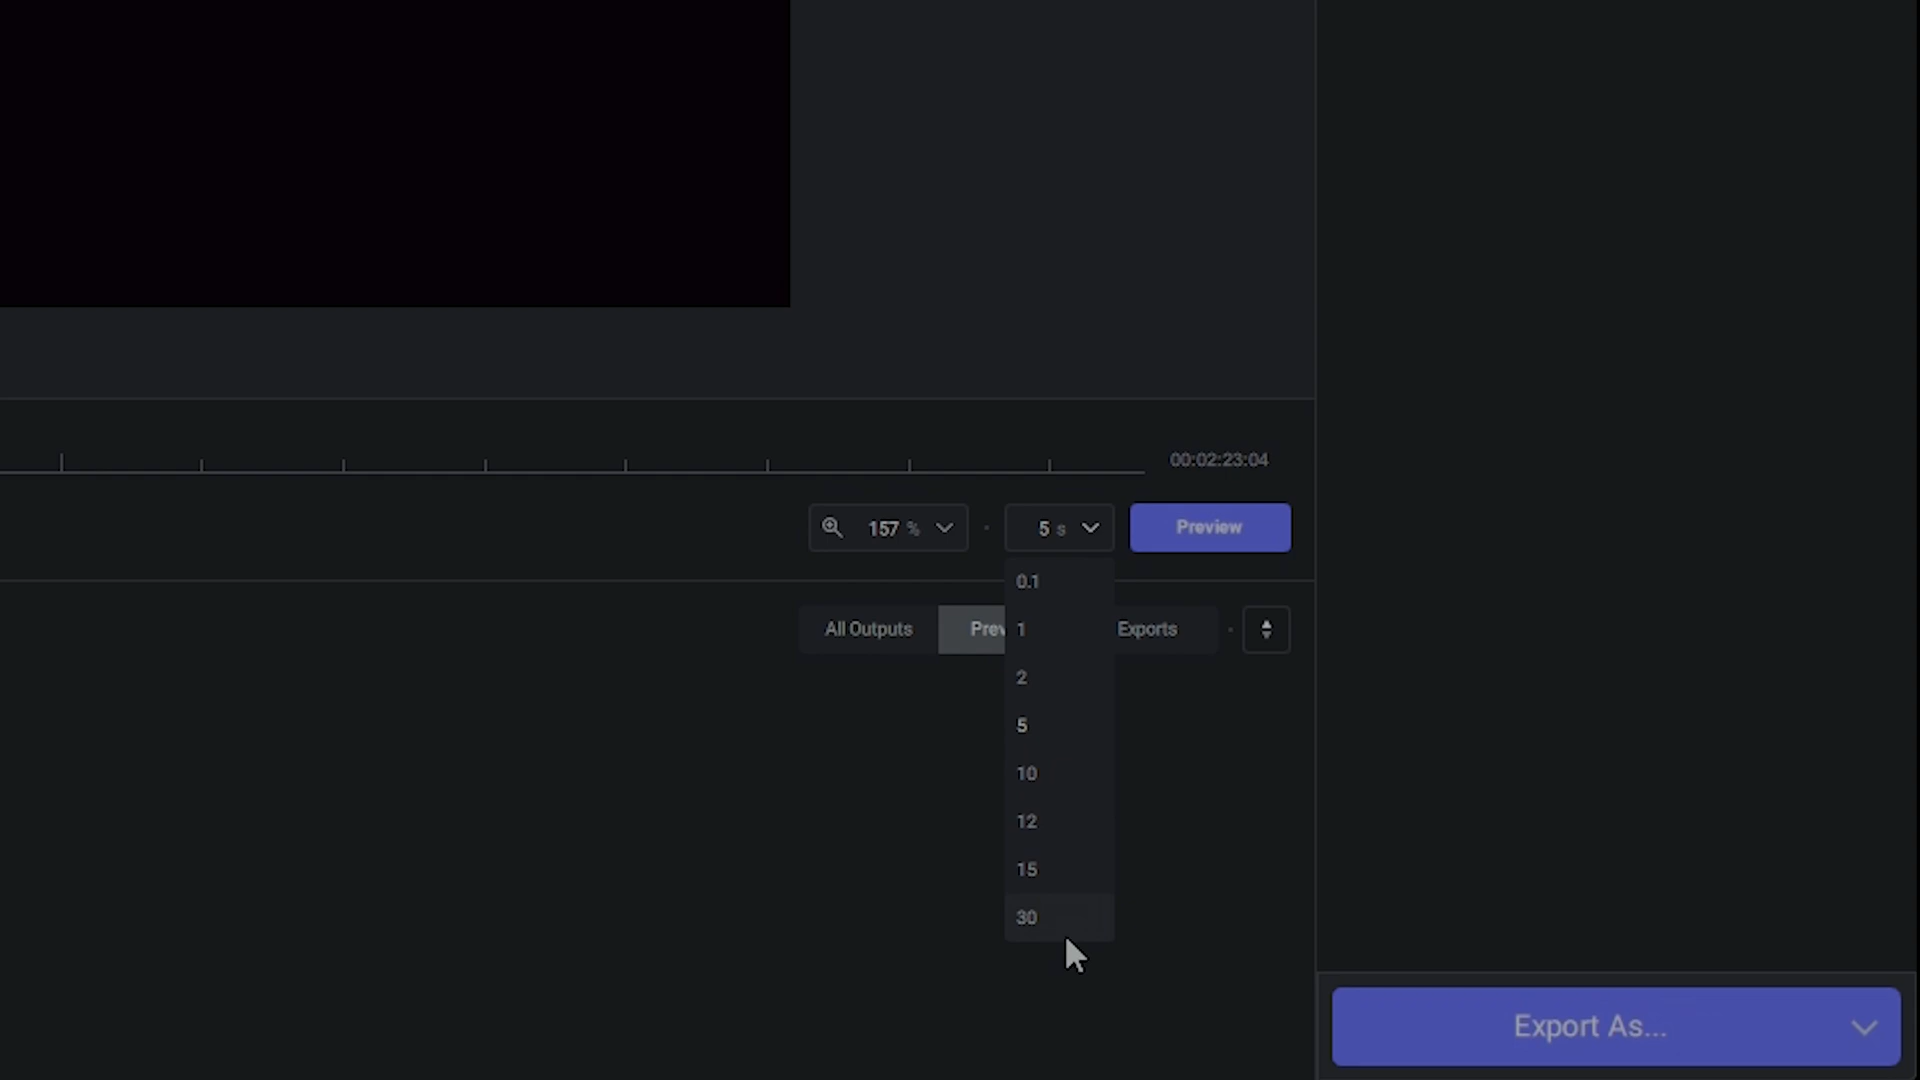 00:02:23:04
157 %
5 s
Preview
0.1
All Outputs
Prev
1
Exports
2
5
10
12
15
30
Export As...